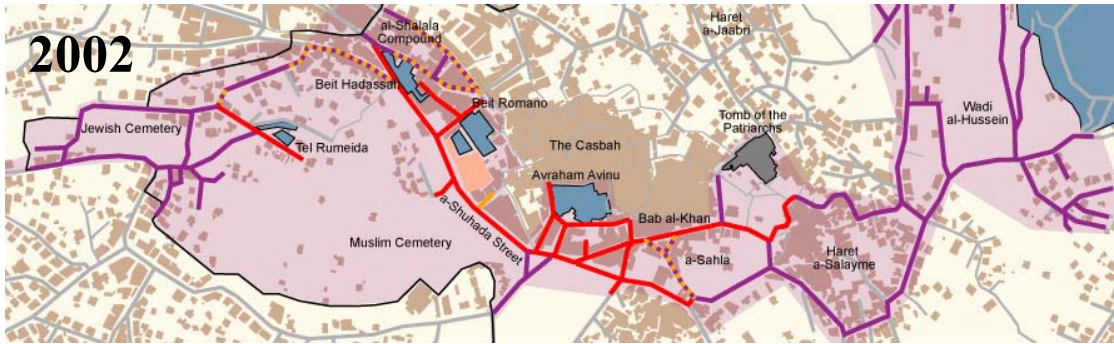 2002
al-Shalala
Compound
Haret
a-Jaabri
Beit Hadassah
Beit Romano
Wadi
al-Hussein
Jewish Cemetery
Tomb of the
Patriarchs
Tel Rumeida
The Casbah
Avraham Avinu
a-Shuhada Street
Bab al-Khan
Muslim Cemetery
a-Sahla
Haret
a-Salayme